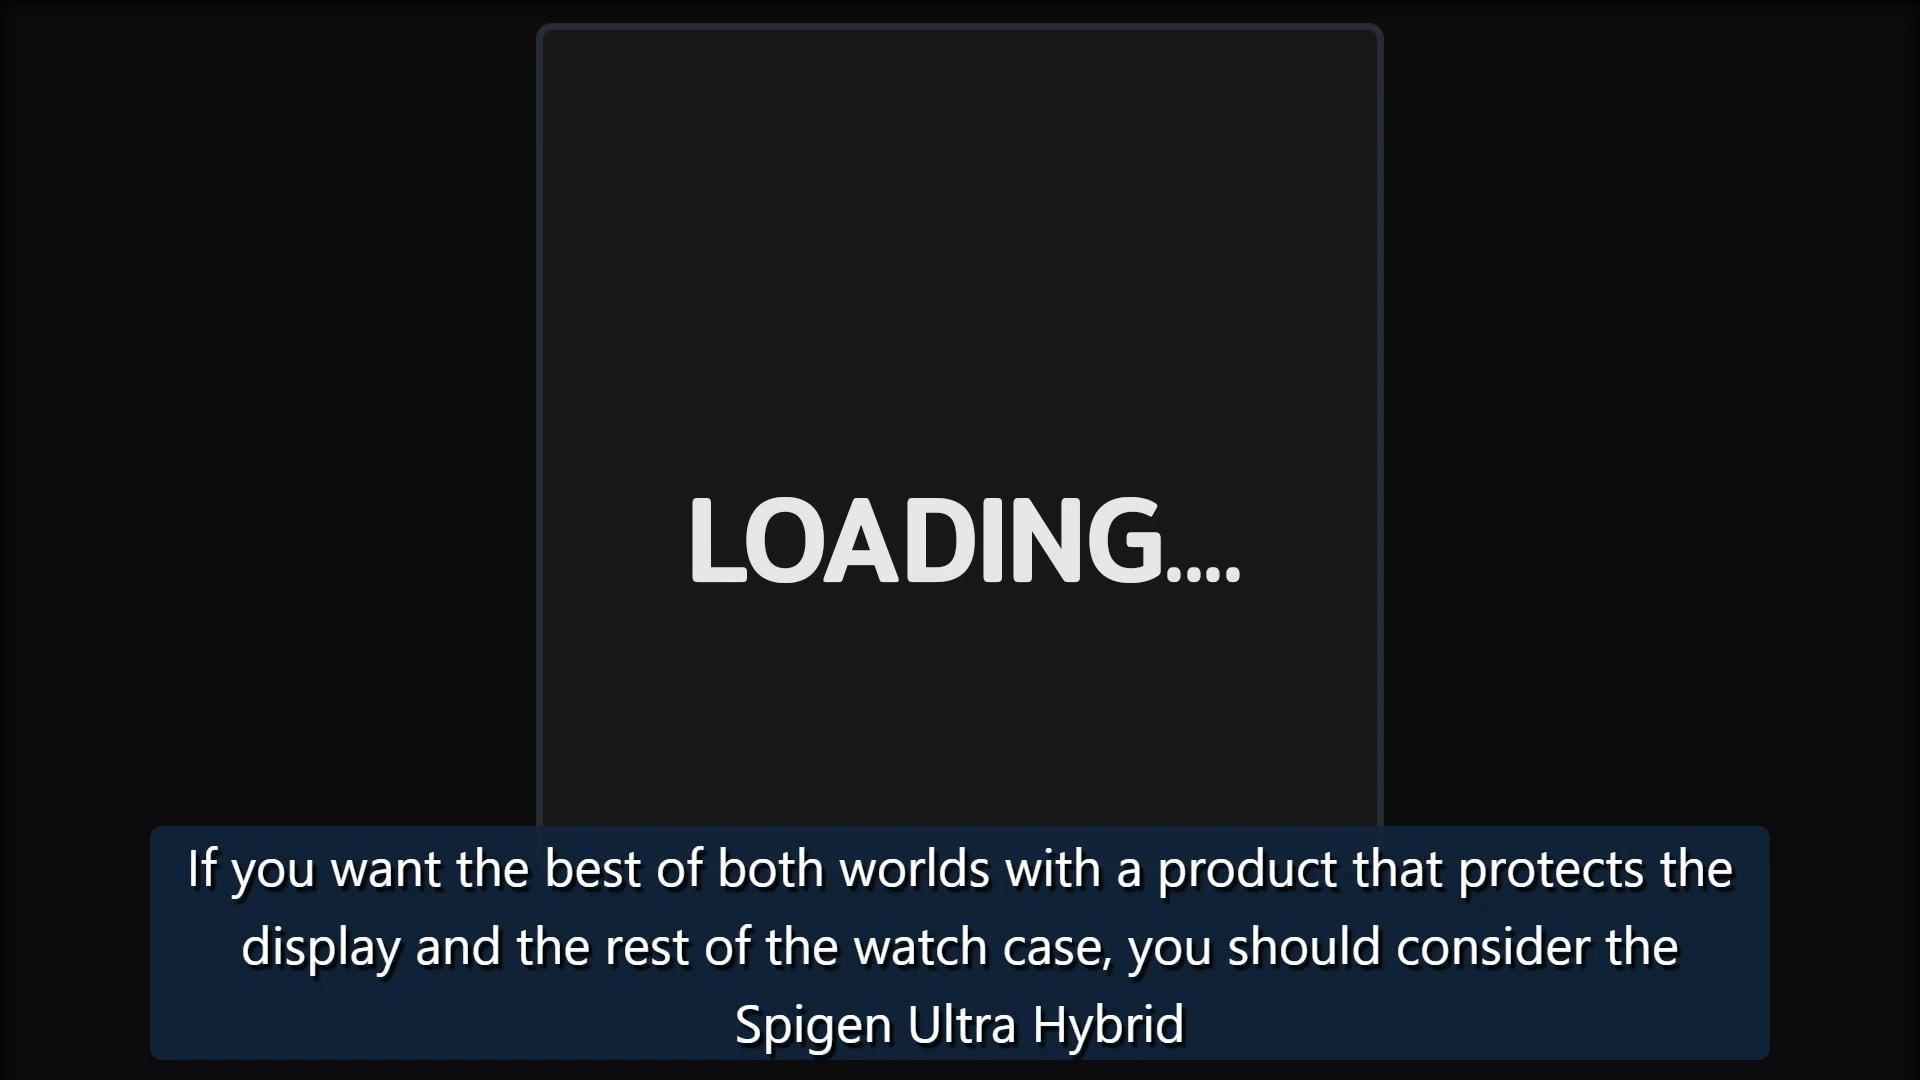 LOADING....
If you want the best of both worlds with a product that protects the
display and the rest of the watch case, you should consider the
Spigen Ultra Hybrid